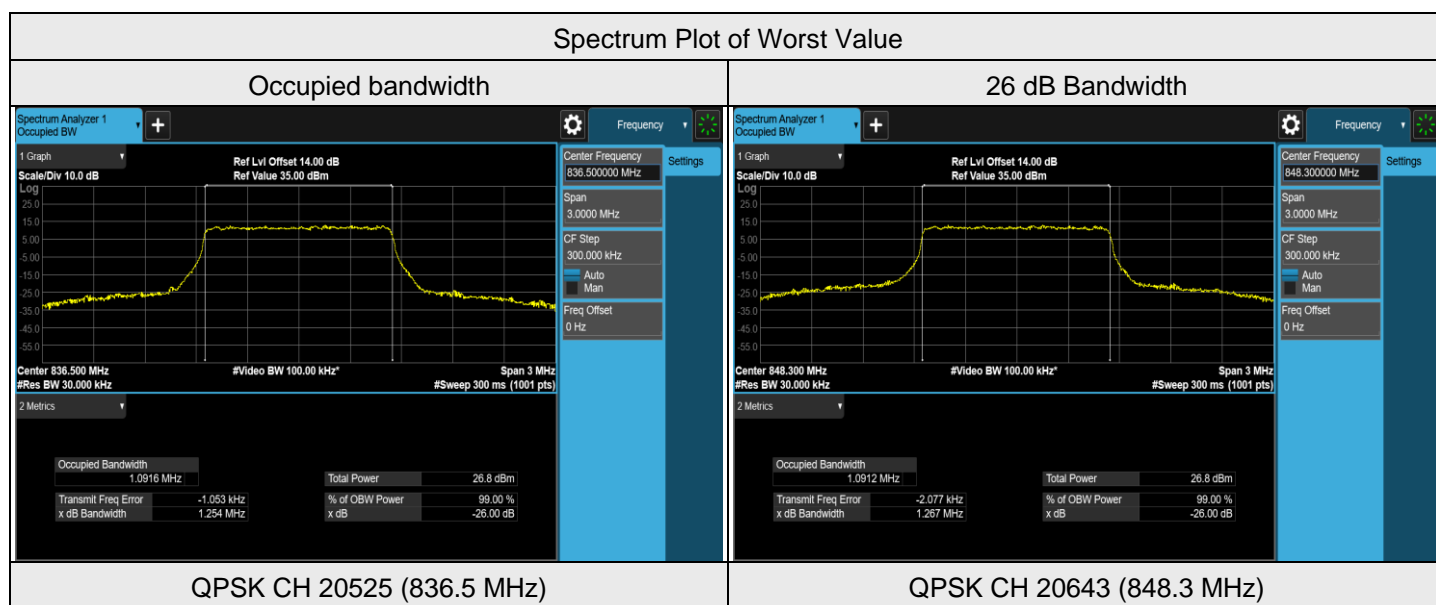 Spectrum Plot of Worst Value
Occupied bandwidth
26 dB Bandwidth
Spectrum Analyzer 1
Occupied BW
+
Frequency
1 Graph
Scale/Div 10.0 dB
Ref Lvl Offset 14.00 dB
Ref Value 35.00 dBm
Log
25.0
15.0
5.00
-5.00
-15.0
-25.0
-35.0
-45.0
-55.0
Center 836.500 MHz
#Video BW 100.00 kHz*
Span 3 MHz
#Res BW 30.000 kHz
#Sweep 300 ms (1001 pts)
Center Frequency
836.500000 MHz
Settings
Span
3.0000 MHz
CF Step
300.000 kHz
Auto
Man
Freq Offset
0 Hz
2 Metrics
Occupied Bandwidth
1.0916 MHz
Total Power 26.8 dBm
Transmit Freq Error -1.053 kHz
% of OBW Power 99.00 %
x dB Bandwidth 1.254 MHz
x dB -26.00 dB
QPSK CH 20525 (836.5 MHz)
Spectrum Analyzer 1
Occupied BW
+
Frequency
1 Graph
Scale/Div 10.0 dB
Ref Lvl Offset 14.00 dB
Ref Value 35.00 dBm
Log
25.0
15.0
5.00
-5.00
-15.0
-25.0
-35.0
-45.0
-55.0
Center 848.300 MHz
#Video BW 100.00 kHz*
Span 3 MHz
#Res BW 30.000 kHz
#Sweep 300 ms (1001 pts)
Center Frequency
848.300000 MHz
Settings
Span
3.0000 MHz
CF Step
300.000 kHz
Auto
Man
Freq Offset
0 Hz
2 Metrics
Occupied Bandwidth
1.0912 MHz
Total Power 26.8 dBm
Transmit Freq Error -2.077 kHz
% of OBW Power 99.00 %
x dB Bandwidth 1.267 MHz
x dB -26.00 dB
QPSK CH 20643 (848.3 MHz)